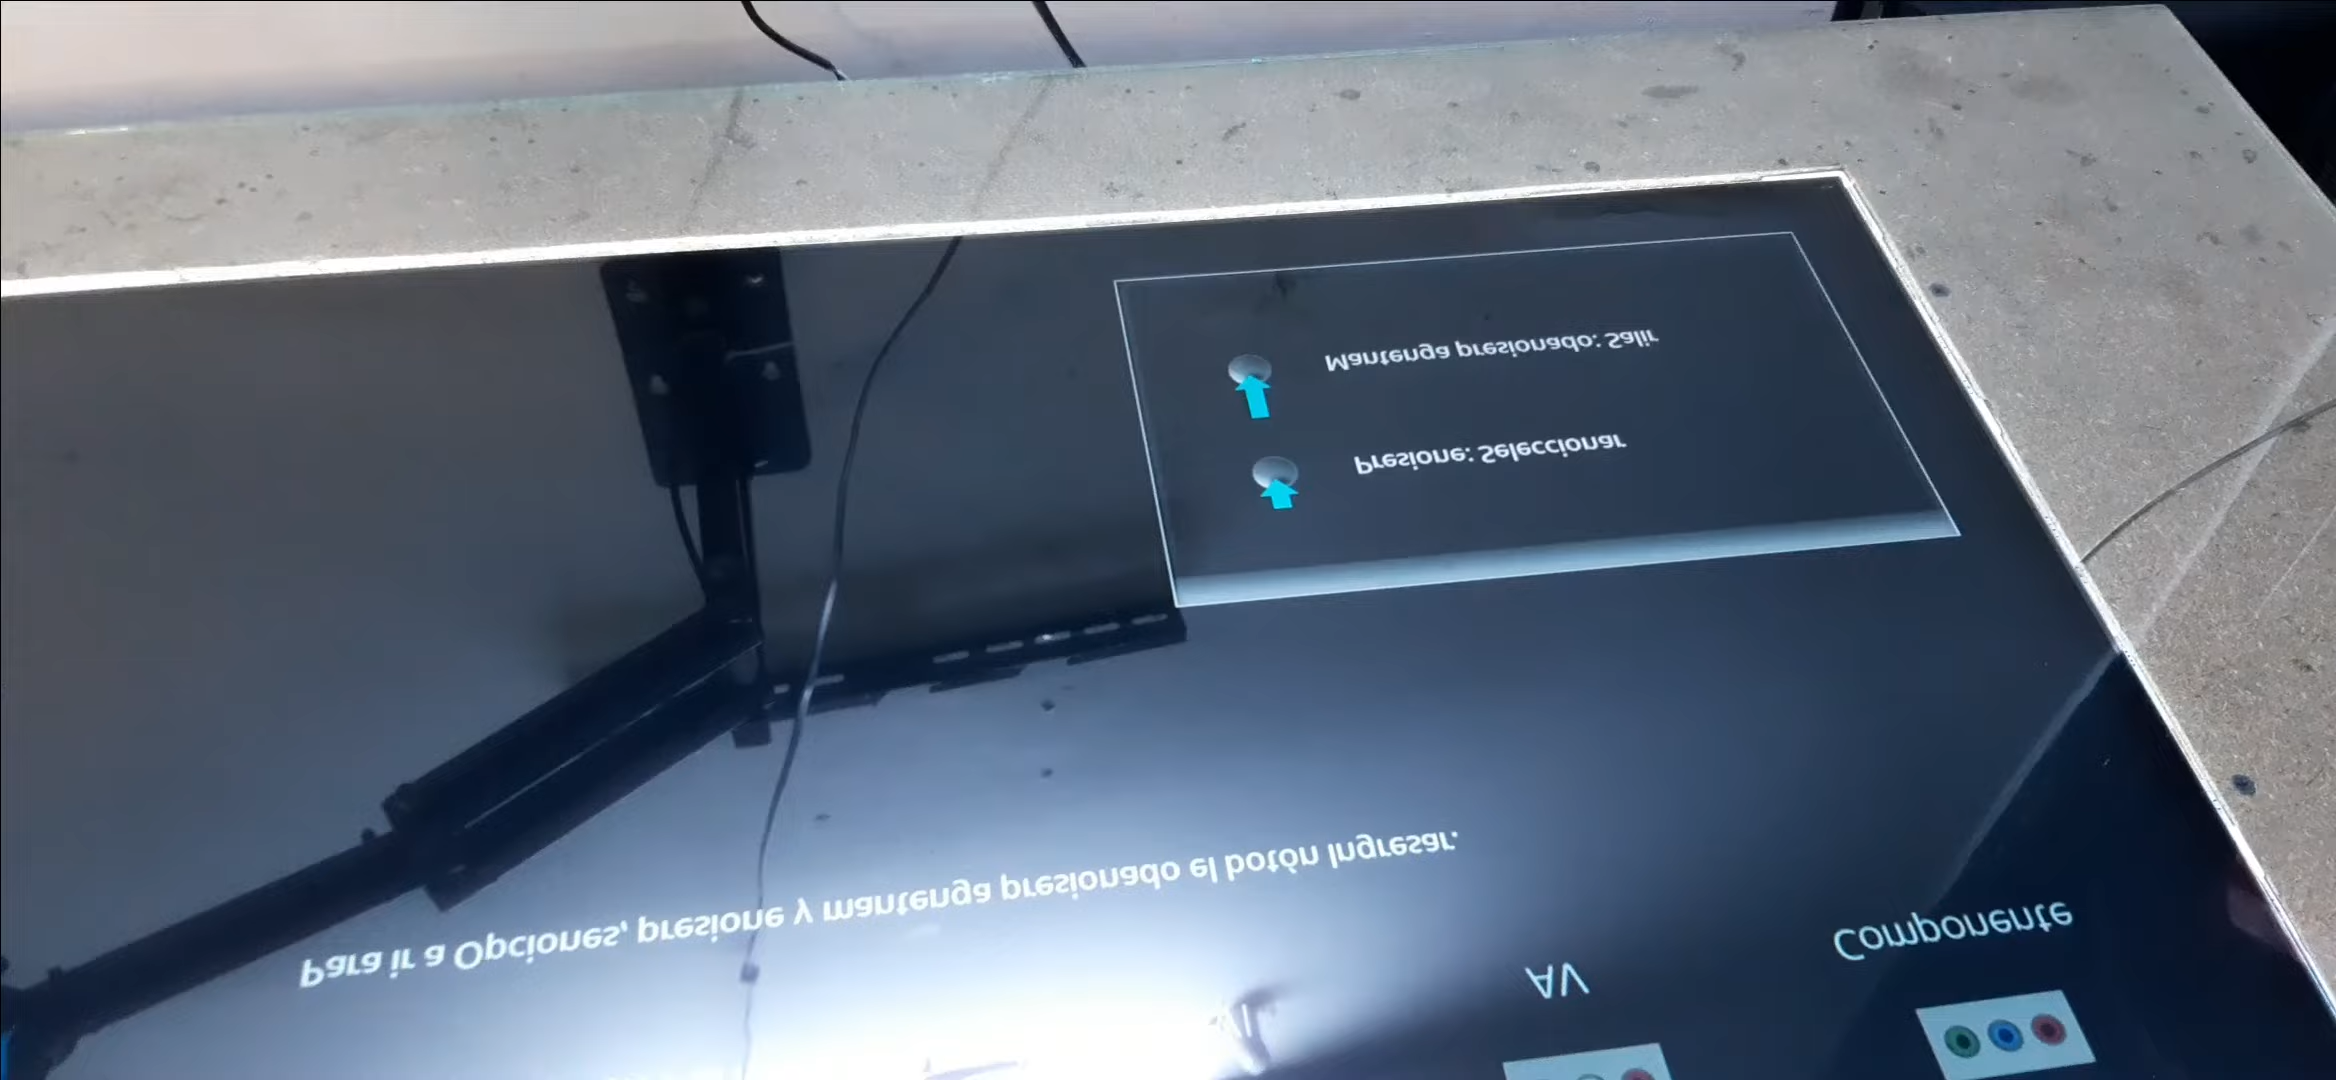 AV
Componente
Para ir a Opciones, presione y mantenga presionado el botón Ingresar.
Presione: Seleccionar
Mantenga presionado: Salir